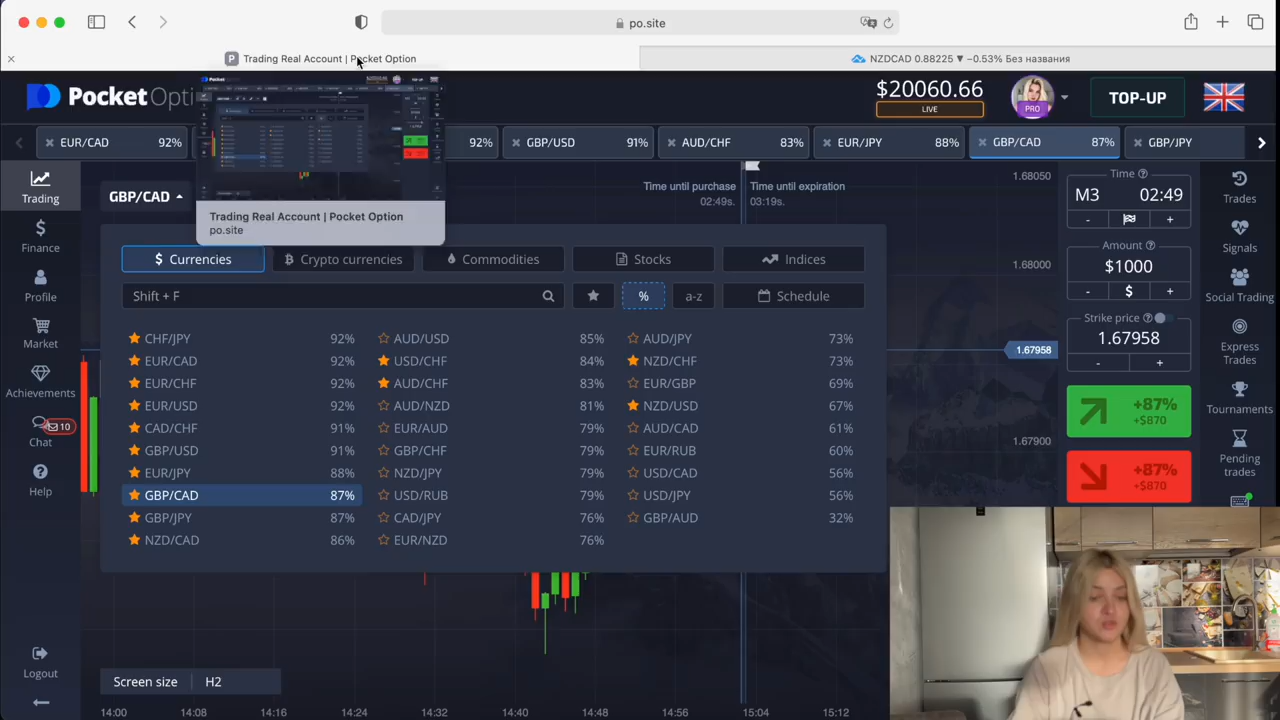 po.site
P Trading Real Account | Pocket Option
NZDCAD 0.88225 ▼ −0.53% Без названия
PocketOpti
$20060.66
LIVE
PRO
TOP-UP
EUR/CAD 92%
92%
GBP/USD 91%
AUD/CHF 83%
EUR/JPY 88%
GBP/CAD 87%
GBP/JPY
Trading Real Account | Pocket Option
po.site
Trading
Finance
Profile
Market
Achievements
10
Chat
Help
Logout
GBP/CAD
Time until purchase
02:49s.
Time until expiration
03:19s.
$ Currencies
Crypto currencies
Commodities
Stocks
Indices
Shift + F
%
a-z
Schedule
CHF/JPY 92%
EUR/CAD 92%
EUR/CHF 92%
EUR/USD 92%
CAD/CHF 91%
GBP/USD 91%
EUR/JPY 88%
GBP/CAD 87%
GBP/JPY 87%
NZD/CAD 86%
AUD/USD 85%
USD/CHF 84%
AUD/CHF 83%
AUD/NZD 81%
EUR/AUD 79%
GBP/CHF 79%
NZD/JPY 79%
USD/RUB 79%
CAD/JPY 76%
EUR/NZD 76%
AUD/JPY 73%
NZD/CHF 73%
EUR/GBP 69%
NZD/USD 67%
AUD/CAD 61%
EUR/RUB 60%
USD/CAD 56%
USD/JPY 56%
GBP/AUD 32%
1.68050
1.68000
1.67958
1.67900
Time
M3 02:49
- +
Amount
$1000
- $ +
Strike price
1.67958
- +
+87%
+$870
+87%
+$870
Trades
Signals
Social Trading
Express
Trades
Tournaments
Pending
trades
Screen size H2
14:00 14:08 14:16 14:24 14:32 14:40 14:48 14:56 15:04 15:12